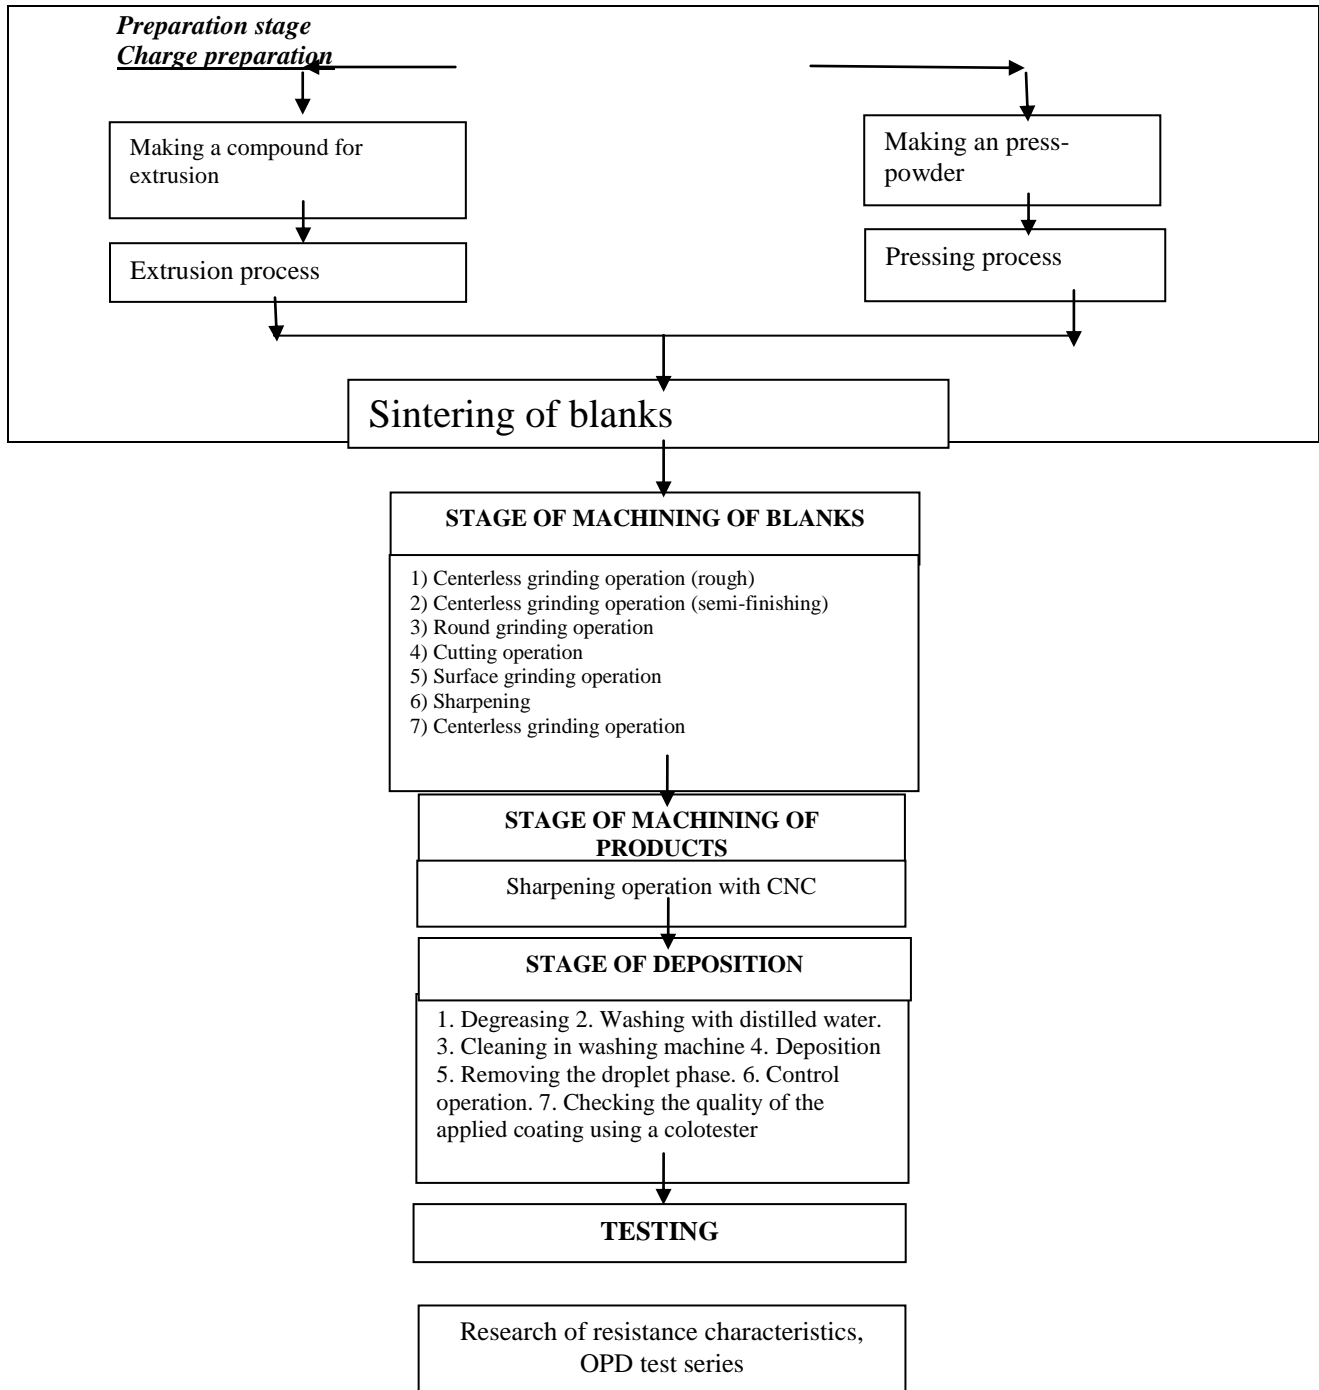 Preparation stage
Charge preparation
Making a compound for
extrusion
Making an press-
powder
Extrusion process
Pressing process
Sintering of blanks
STAGE OF MACHINING OF BLANKS
1) Centerless grinding operation (rough)
2) Centerless grinding operation (semi-finishing)
3) Round grinding operation
4) Cutting operation
5) Surface grinding operation
6) Sharpening
7) Centerless grinding operation
STAGE OF MACHINING OF
PRODUCTS
Sharpening operation with CNC
STAGE OF DEPOSITION
1. Degreasing 2. Washing with distilled water.
3. Cleaning in washing machine 4. Deposition
5. Removing the droplet phase. 6. Control
operation. 7. Checking the quality of the
applied coating using a colotester
TESTING
Research of resistance characteristics,
OPD test series